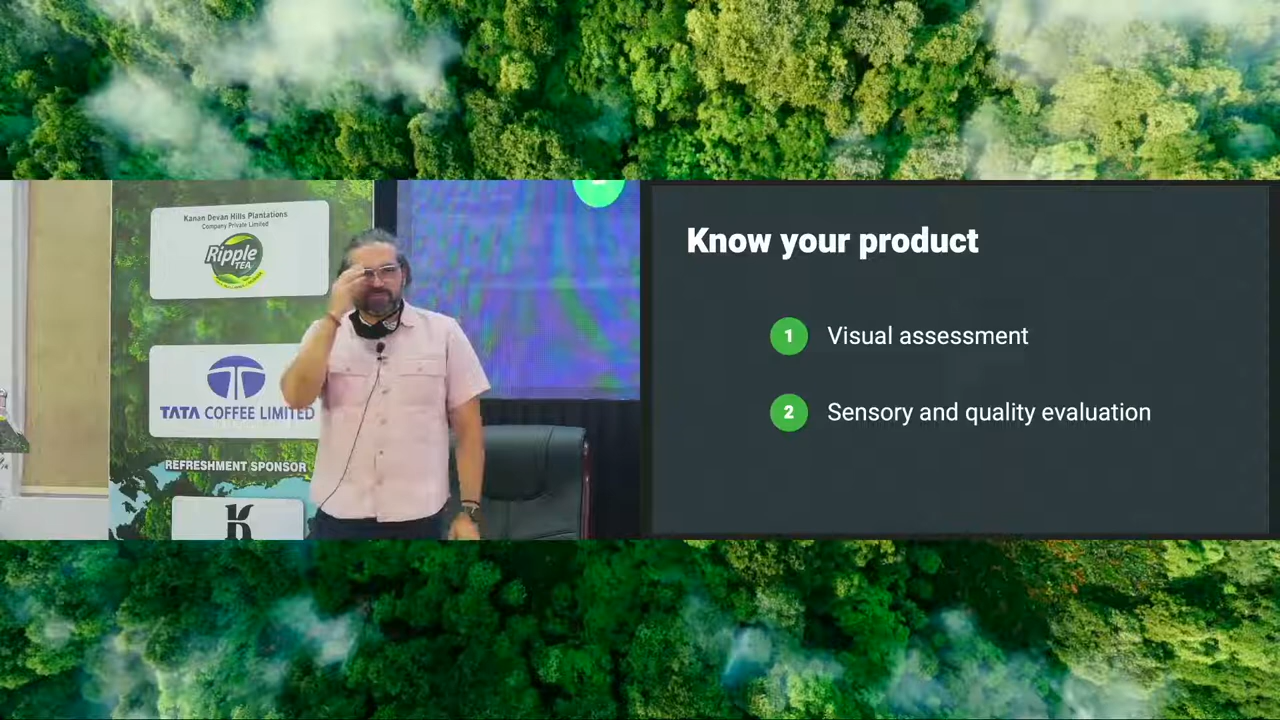 Kanan Devan Hills Plantations
Company Private Limited
Ripple
TEA
TATA COFFEE LIMITED
REFRESHMENT SPONSOR
K
Know your product
1 Visual assessment
2 Sensory and quality evaluation